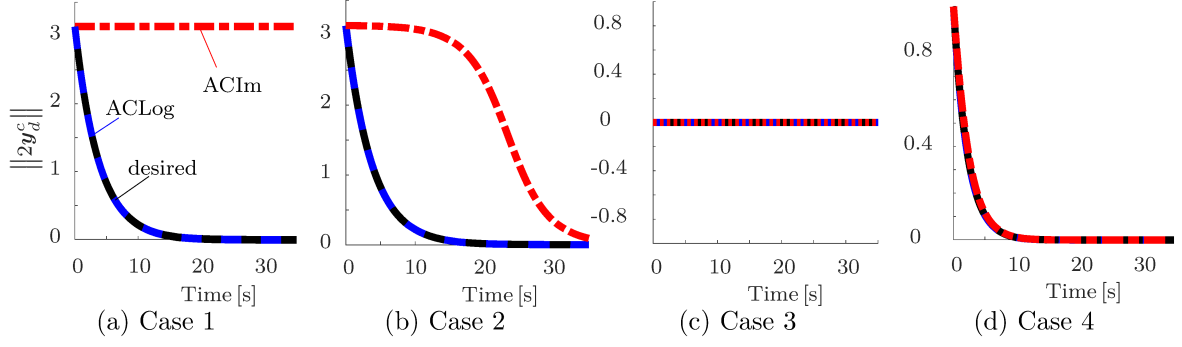 3
2
1
0
||2y_d^c||
ACIm
ACLog
desired
0 10 20 30
Time [s]
(a) Case 1
3
2
1
0
0 10 20 30
Time [s]
(b) Case 2
0.8
0.4
0
-0.4
-0.8
0 10 20 30
Time [s]
(c) Case 3
0.8
0.4
0
0 10 20 30
Time [s]
(d) Case 4